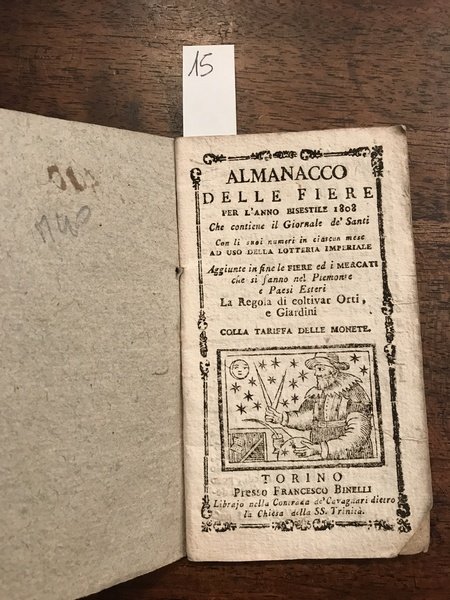 15
ALMANACCO
DELLE FIERE
PER L'ANNO BISESTILE 1808
Che contiene il Giornale de' Santi
Con li suoi numeri in ciascun mese
AD USO DELLA LOTTERIA IMPERIALE
Aggiunte in fine le FIERE ed i MERCATI
che si fanno nel Piemonte
e Paesi Esteri
La Regola di coltivar Orti,
e Giardini
COLLA TARIFFA DELLE MONETE.
TORINO
Presso FRANCESCO BINELLI
Librajo nella Contrada de' Cavagnari dietro
la Chiesa della SS. Trinità.